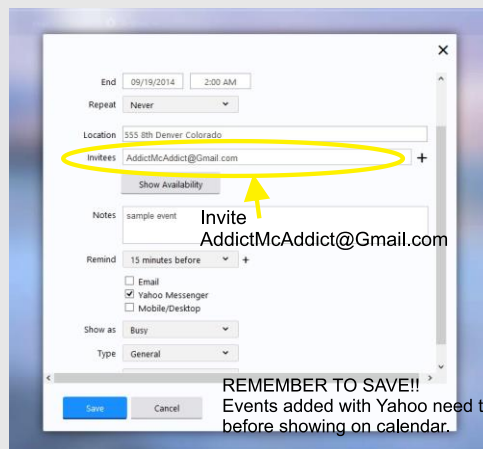 End 09/19/2014 2:00 AM
Repeat Never
Location 555 8th Denver Colorado
Invitees AddictMcAddict@Gmail.com +
Show Availability
Notes sample event
Invite
AddictMcAddict@Gmail.com
Remind 15 minutes before +
Email
Yahoo Messenger
Mobile/Desktop
Show as Busy
Type General
REMEMBER TO SAVE!!
Save Cancel
Events added with Yahoo need
before showing on calendar.